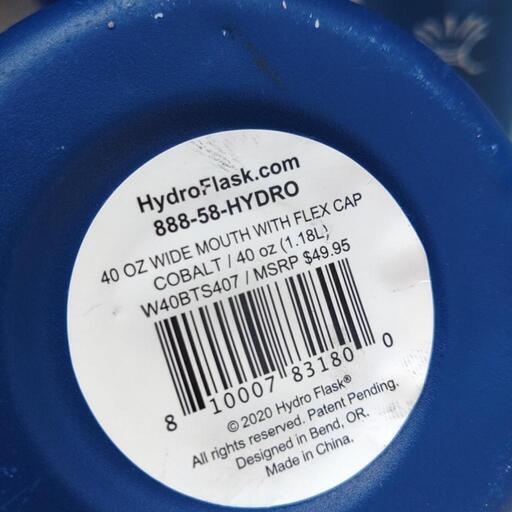 HydroFlask.com
888-58-HYDRO
40 OZ WIDE MOUTH WITH FLEX CAP
COBALT / 40 oz (1.18L)
W40BTS407 / MSRP $49.95
8 10007 83180 0
© 2020 Hydro Flask®
All rights reserved. Patent Pending.
Designed in Bend, OR.
Made in China.